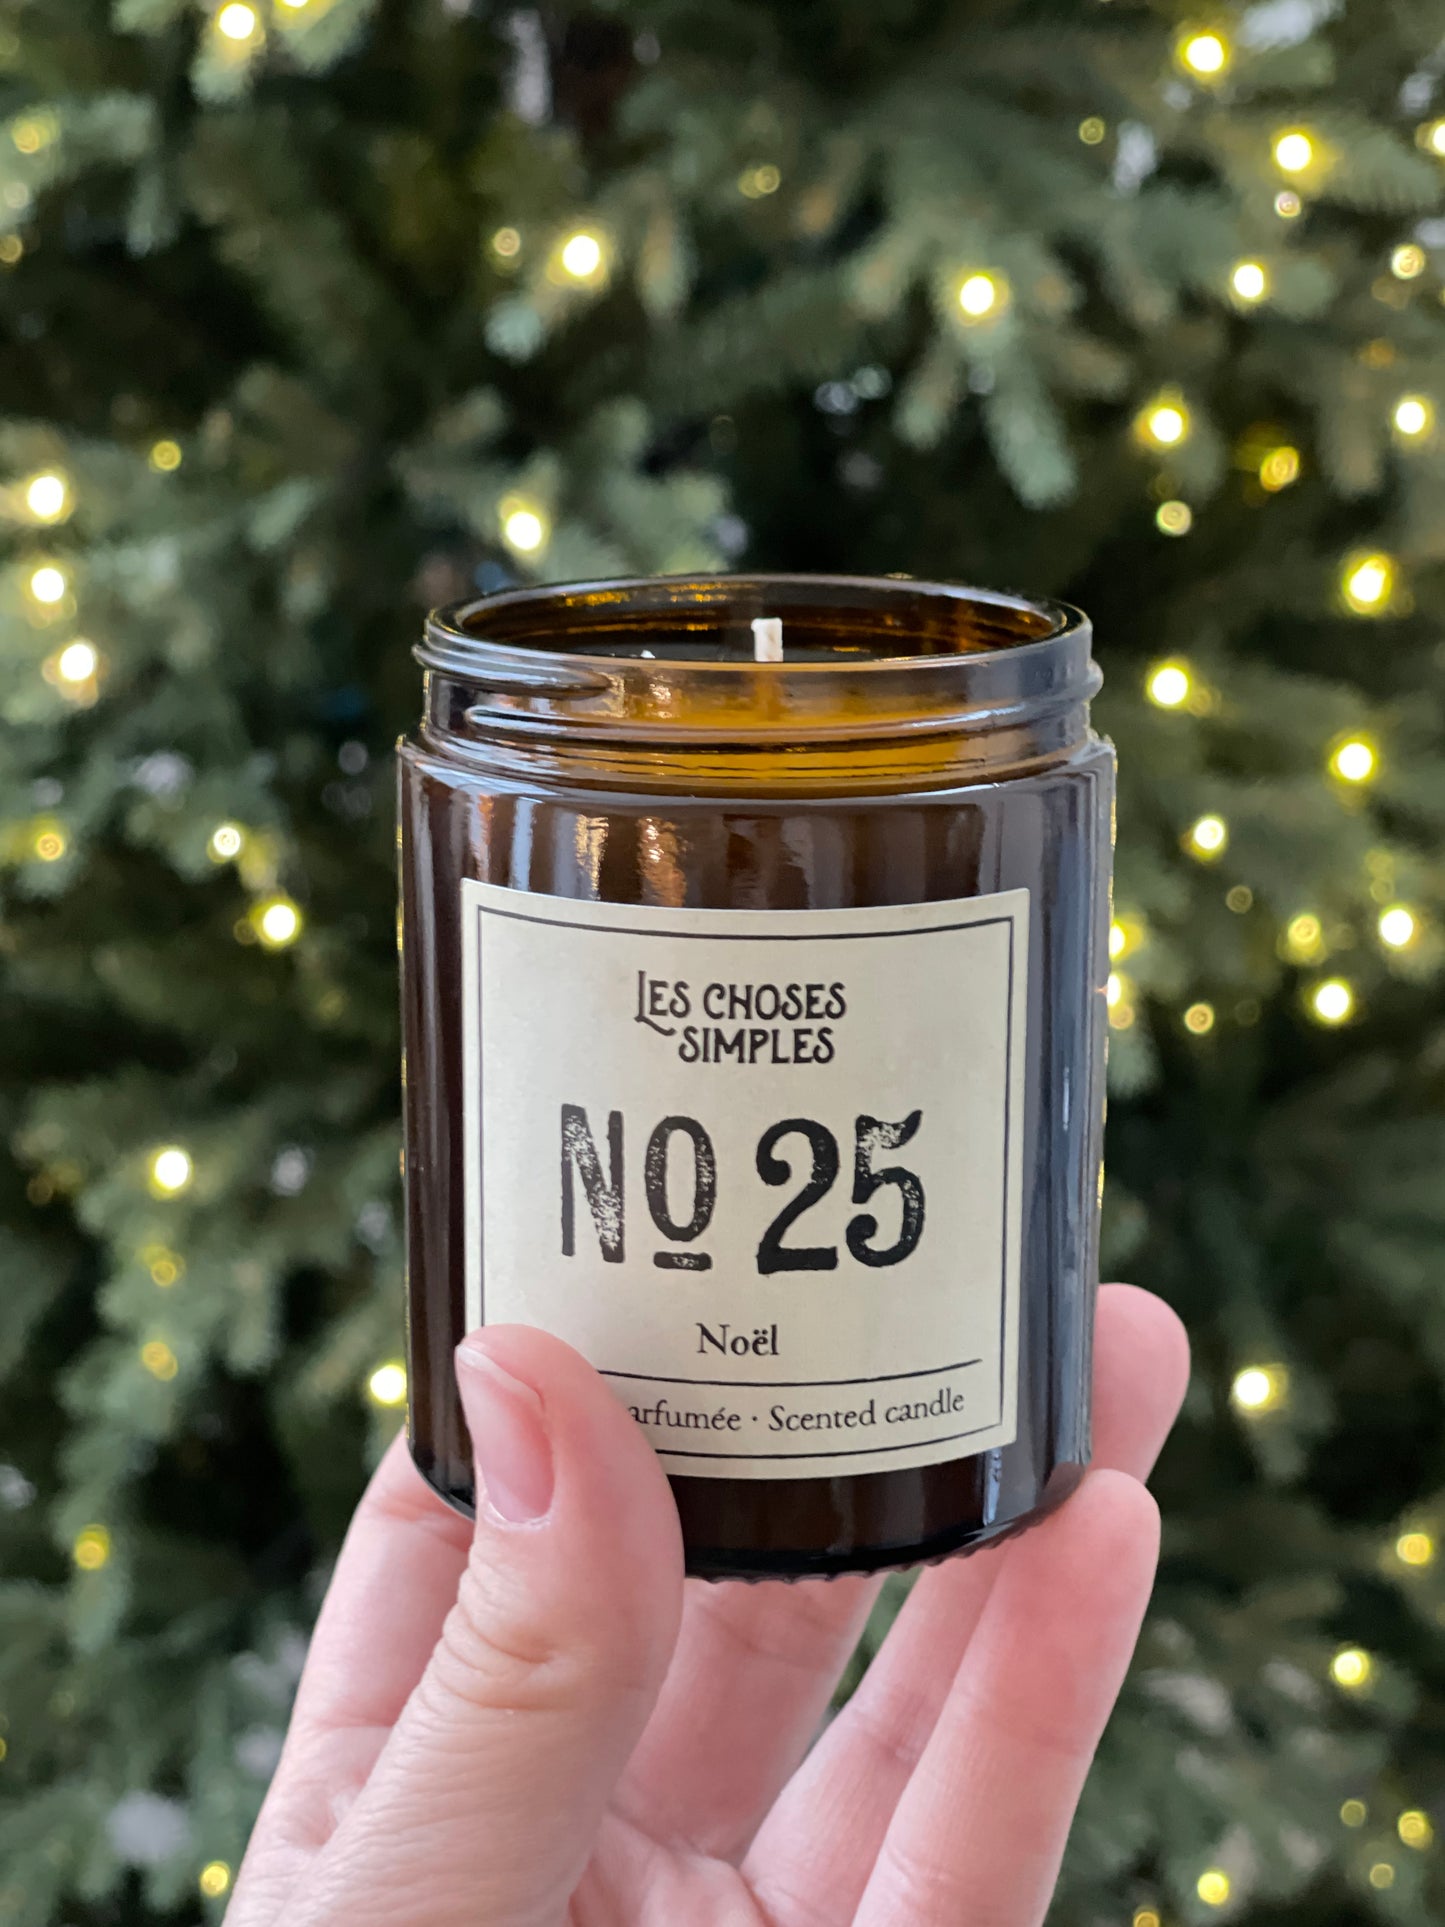 Les choses
simples
No 25
Noël
arfumée · Scented candle